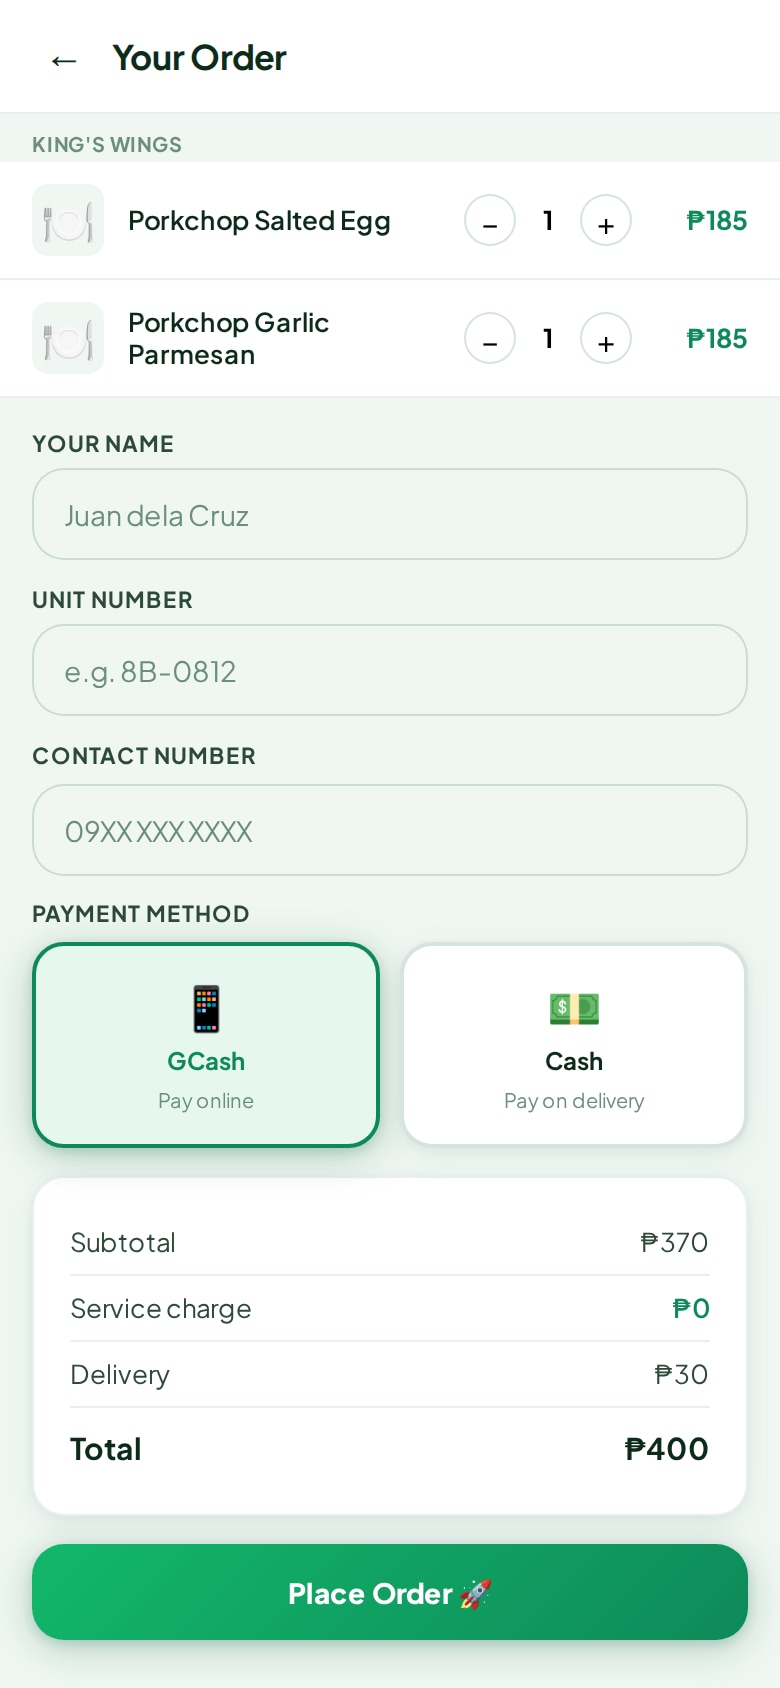 ← Your Order
KING'S WINGS
Porkchop Salted Egg − 1 + ₱185
Porkchop Garlic
Parmesan − 1 + ₱185
YOUR NAME
Juan dela Cruz
UNIT NUMBER
e.g. 8B-0812
CONTACT NUMBER
09XX XXX XXXX
PAYMENT METHOD
GCash
Pay online
Cash
Pay on delivery
Subtotal ₱370
Service charge ₱0
Delivery ₱30
Total ₱400
Place Order 🚀